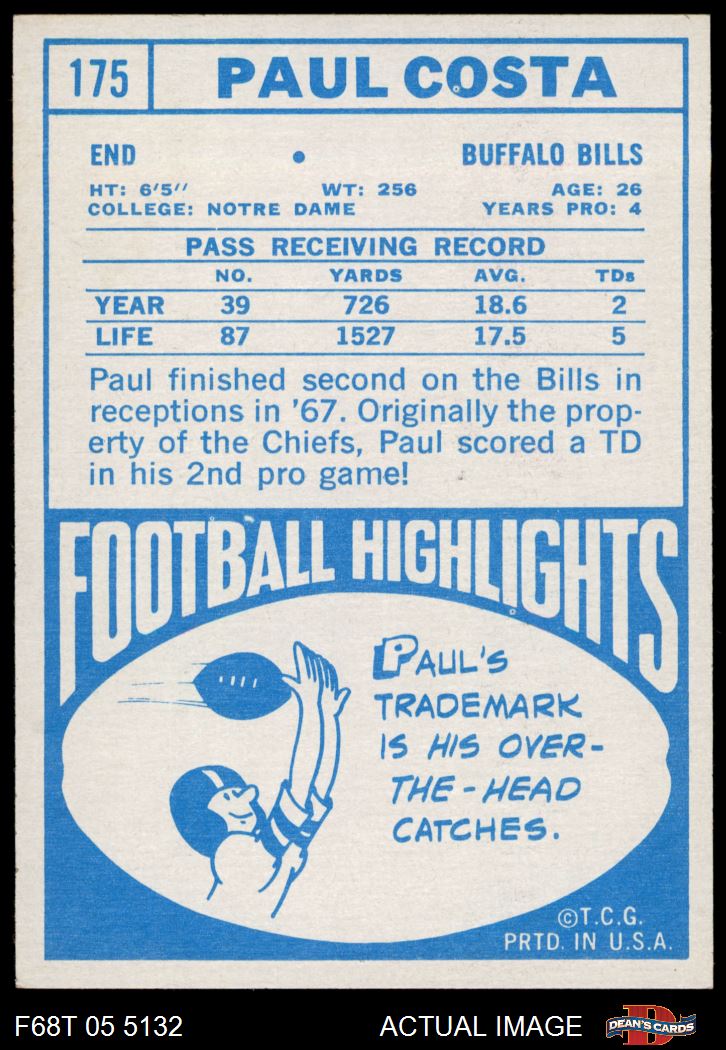 175 PAUL COSTA
END • BUFFALO BILLS
HT: 6'5" WT: 256 AGE: 26
COLLEGE: NOTRE DAME YEARS PRO: 4
PASS RECEIVING RECORD
NO. YARDS AVG. TDs
YEAR 39 726 18.6 2
LIFE 87 1527 17.5 5
Paul finished second on the Bills in
receptions in '67. Originally the prop-
erty of the Chiefs, Paul scored a TD
in his 2nd pro game!
FOOTBALL HIGHLIGHTS
PAUL'S
TRADEMARK
IS HIS OVER-
THE-HEAD
CATCHES.
©T.C.G.
PRTD. IN U.S.A.
F68T 05 5132 ACTUAL IMAGE DEAN'S CARDS